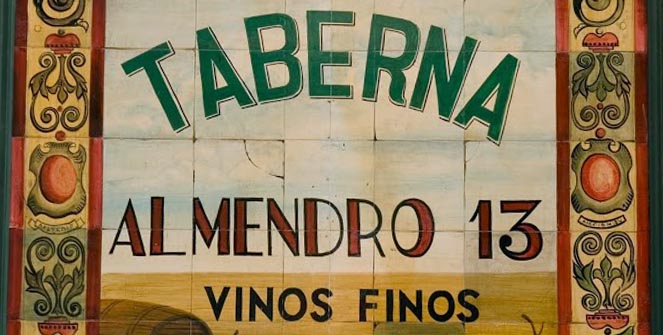 TABERNA
ALMENDRO 13
VINOS FINOS